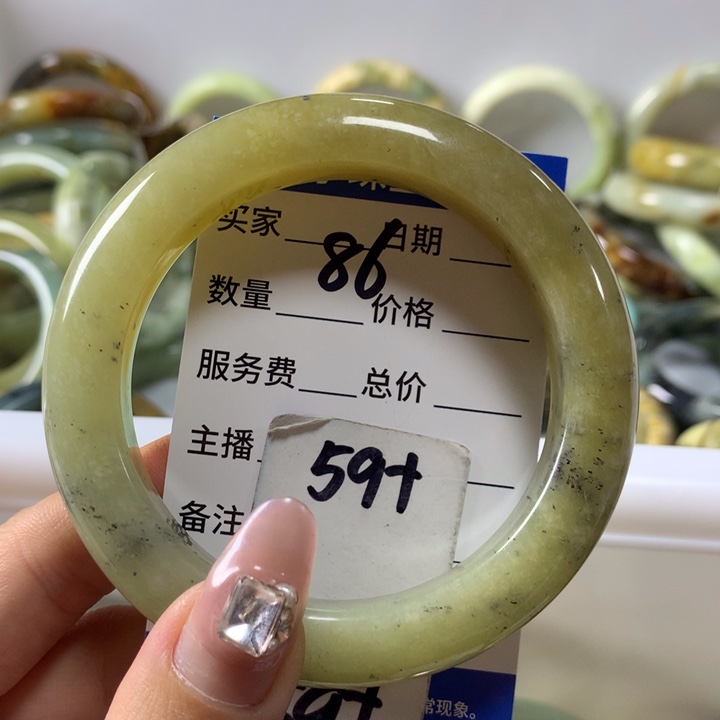 买家 日期
86
数量 价格
服务费 总价
主播
59+
备注
59+
常现象。